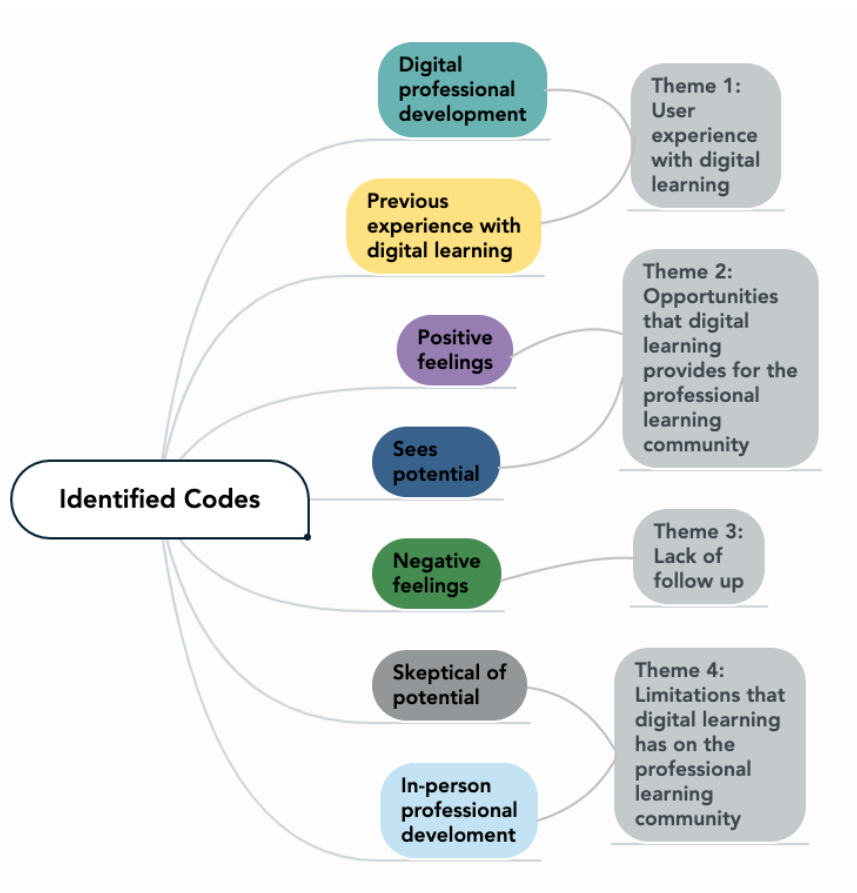 Digital
professional
development
Theme 1:
User
experience
with digital
learning
Previous
experience with
digital learning
Theme 2:
Opportunities
that digital
learning
provides for the
professional
learning
community
Positive
feelings
Sees
potential
Identified Codes
Negative
feelings
Theme 3:
Lack of
follow up
Skeptical of
potential
Theme 4:
Limitations that
digital learning
has on the
professional
learning
community
In-person
professional
develoment